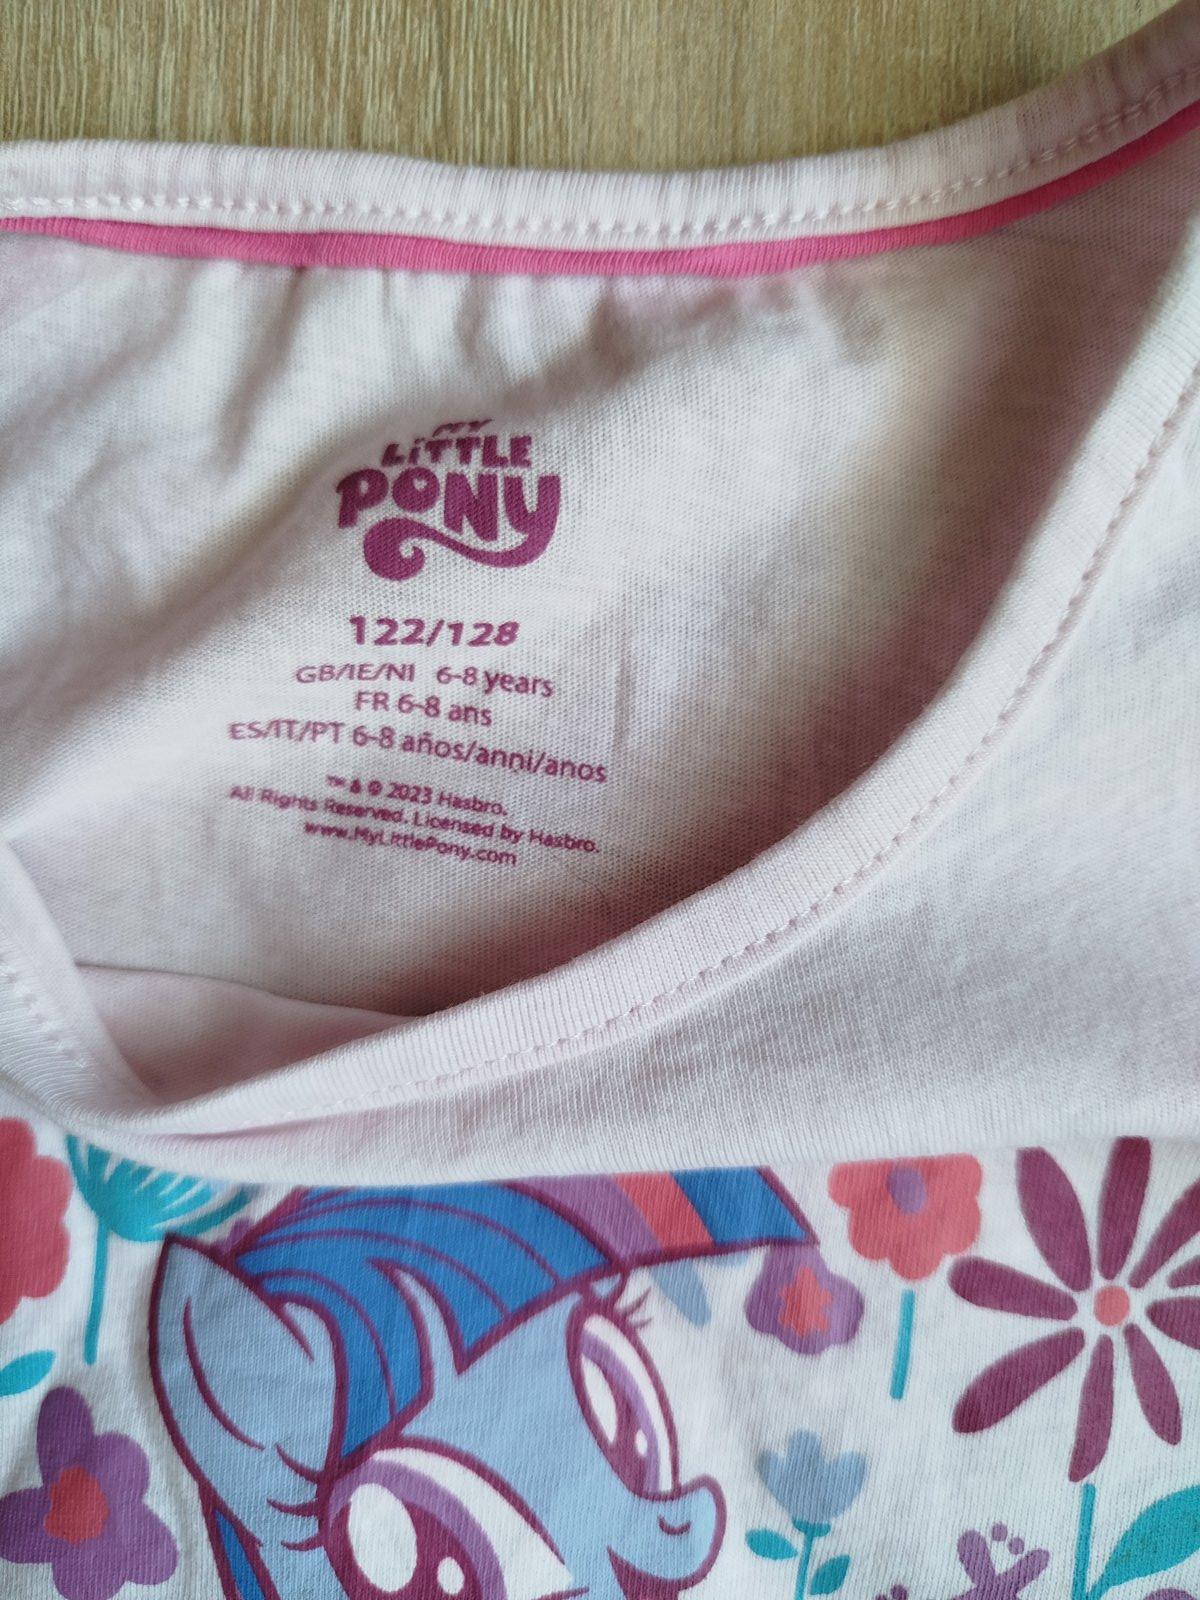 MY
LiTTLE
PONY
122/128
GB/IE/NI 6-8 years
FR 6-8 ans
ES/IT/PT 6-8 años/anni/anos
™ & © 2023 Hasbro.
All Rights Reserved. Licensed by Hasbro.
www.MyLittlePony.com